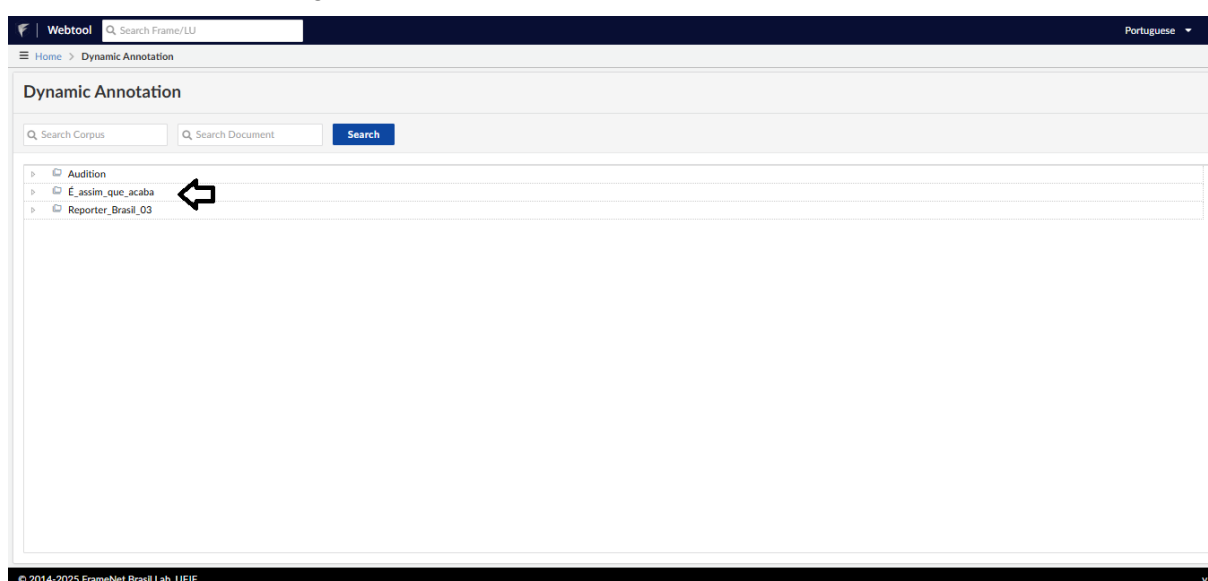 Webtool Search Frame/LU Portuguese
Home > Dynamic Annotation
Dynamic Annotation
Search Corpus Search Document Search
Audition
É_assim_que_acaba
Reporter_Brasil_03
© 2014-2025 FrameNet Brasil Lab, UFJF